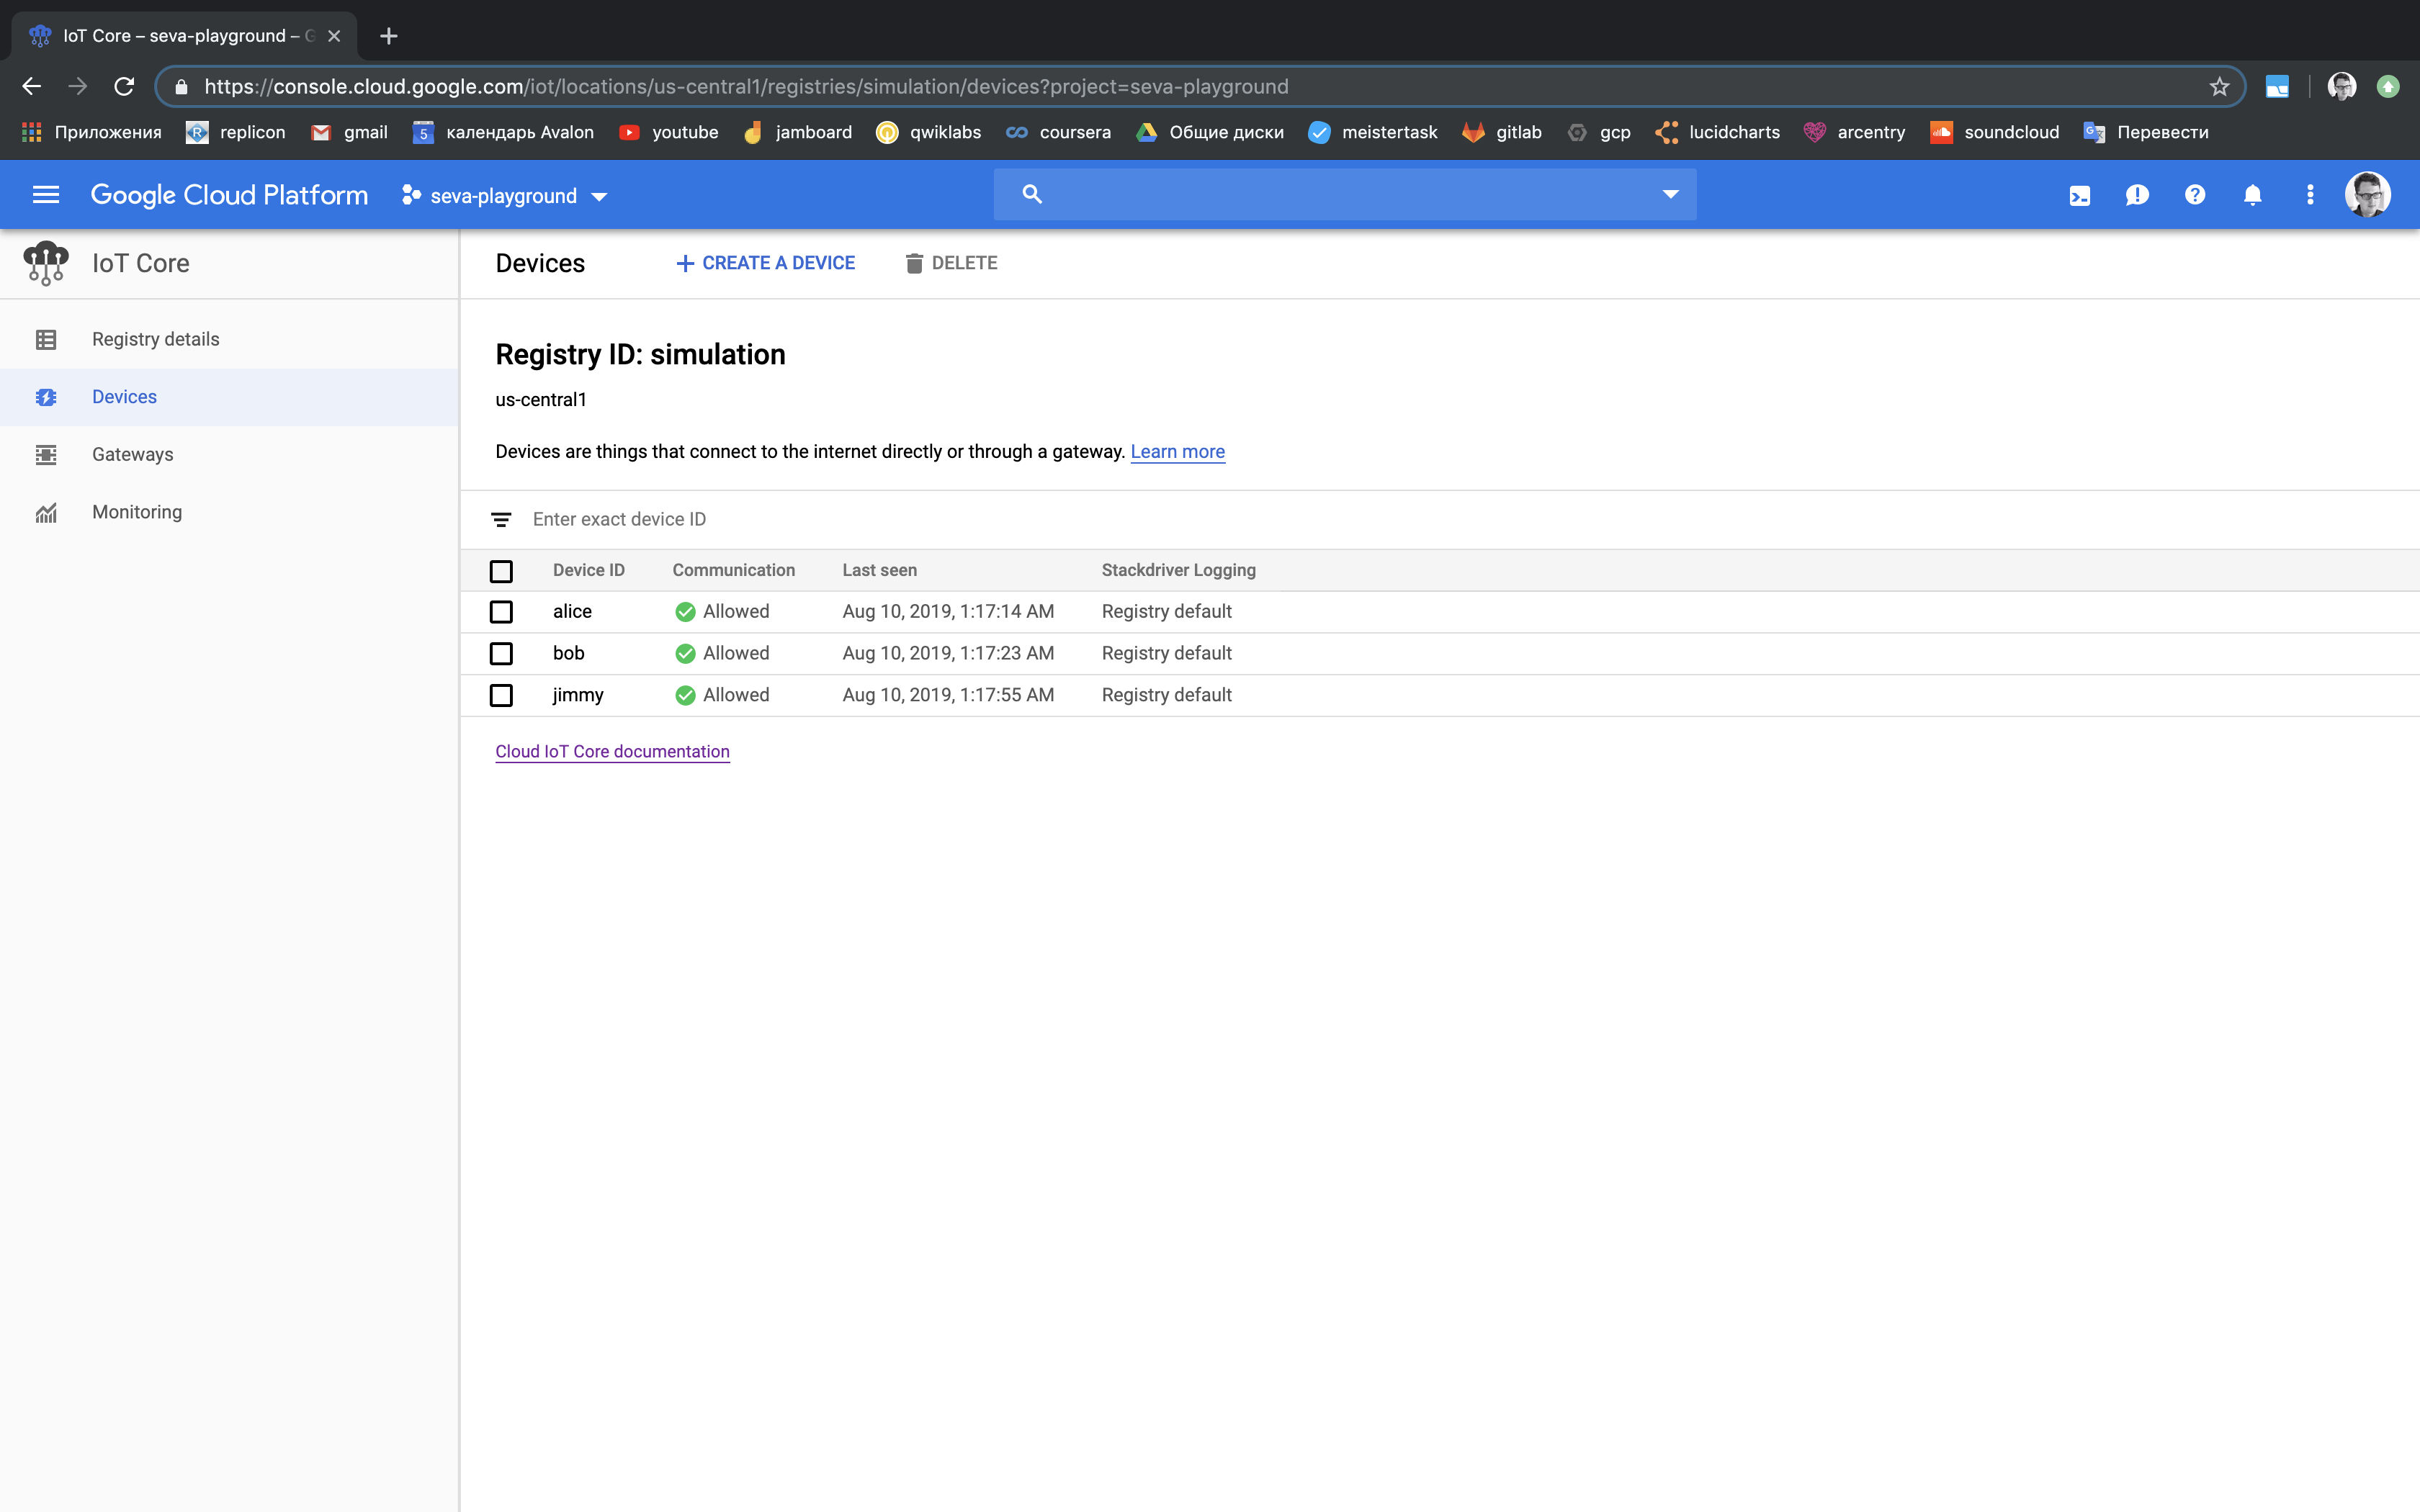 IoT Core – seva-playground – G
https://console.cloud.google.com/iot/locations/us-central1/registries/simulation/devices?project=seva-playground
Приложения replicon gmail 5 календарь Avalon youtube jamboard qwiklabs coursera Общие диски meistertask gitlab gcp lucidcharts arcentry soundcloud Перевести
Google Cloud Platform seva-playground
IoT Core
Registry details
Devices
Gateways
Monitoring
Devices CREATE A DEVICE DELETE
Registry ID: simulation
us-central1
Devices are things that connect to the internet directly or through a gateway. Learn more
Enter exact device ID
Device ID Communication Last seen Stackdriver Logging
alice Allowed Aug 10, 2019, 1:17:14 AM Registry default
bob Allowed Aug 10, 2019, 1:17:23 AM Registry default
jimmy Allowed Aug 10, 2019, 1:17:55 AM Registry default
Cloud IoT Core documentation